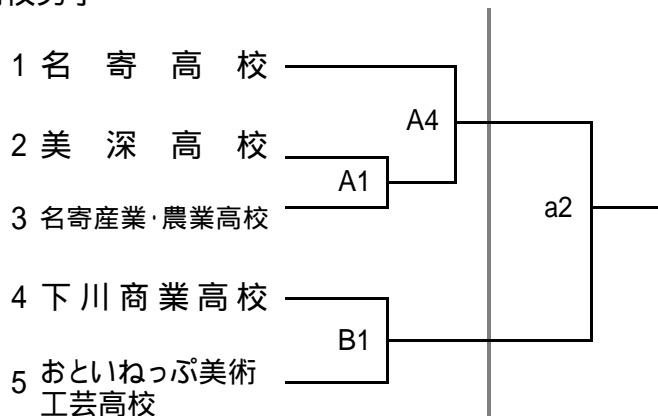 1 名寄高校
A4
2 美深高校
A1
3 名寄産業・農業高校
a2
4 下川商業高校
B1
5 おといねっぷ美術
工芸高校